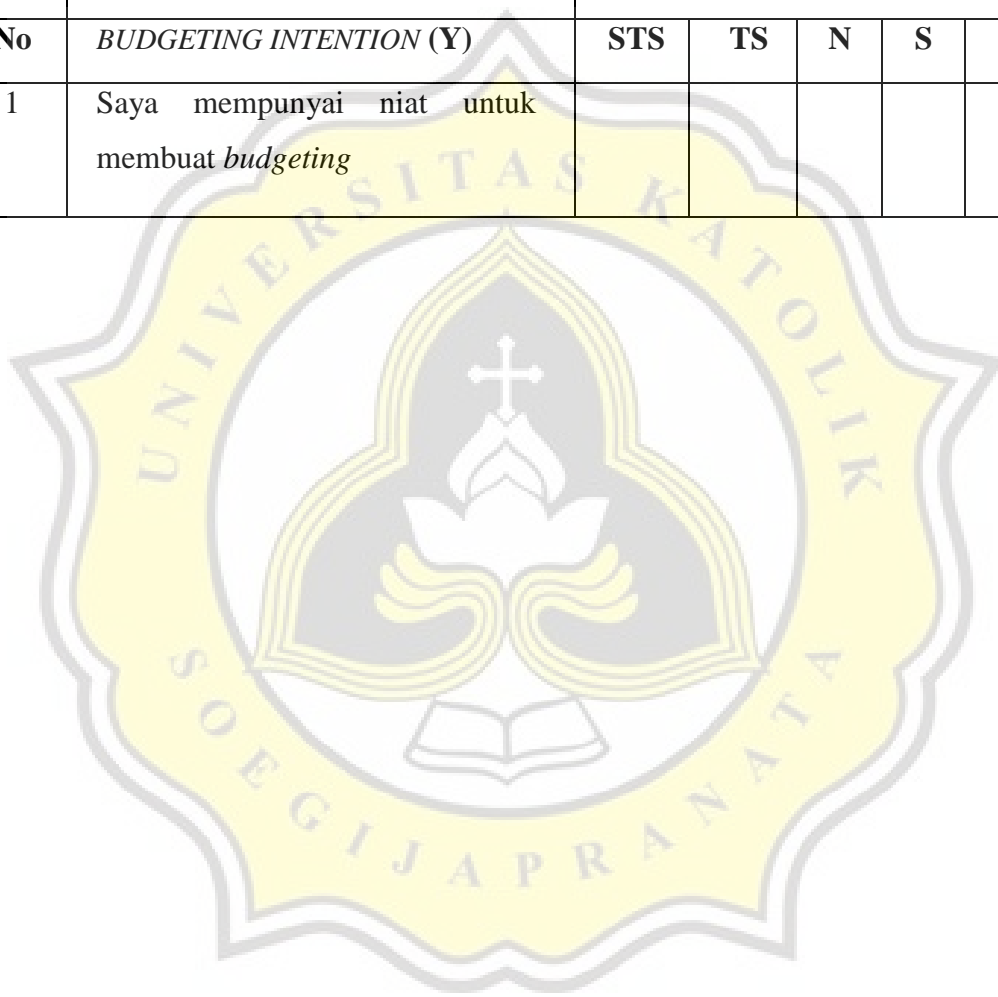 No BUDGETING INTENTION (Y) STS TS N S
1 Saya mempunyai niat untuk
membuat budgeting
UNIVERSITAS KATOLIK
SOEGIJAPRANATA